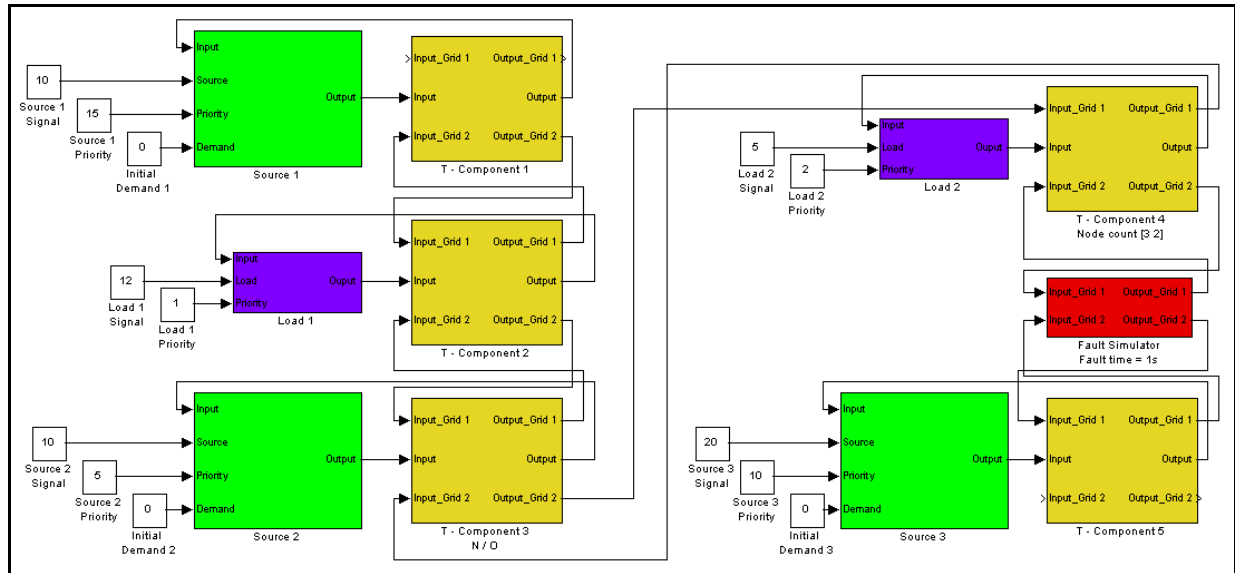 Input
Source
Priority
Demand
Output
Source 1
10
Source 1
Signal
15
Source 1
Priority
0
Initial
Demand 1
Input_Grid 1
Output_Grid 1
Input
Output
Input_Grid 2
Output_Grid 2
T - Component 1
Input
Load
Priority
Ouput
Load 1
12
Load 1
Signal
1
Load 1
Priority
Input_Grid 1
Output_Grid 1
Input
Output
Input_Grid 2
Output_Grid 2
T - Component 2
Input
Source
Priority
Demand
Output
Source 2
10
Source 2
Signal
5
Source 2
Priority
0
Initial
Demand 2
Input_Grid 1
Output_Grid 1
Input
Output
Input_Grid 2
Output_Grid 2
T - Component 3
N / O
Input
Load
Priority
Ouput
Load 2
5
Load 2
Signal
2
Load 2
Priority
Input_Grid 1
Output_Grid 1
Input
Output
Input_Grid 2
Output_Grid 2
T - Component 4
Node count [3 2]
Input_Grid 1
Output_Grid 1
Input_Grid 2
Output_Grid 2
Fault Simulator
Fault time = 1s
Input
Source
Priority
Demand
Output
Source 3
20
Source 3
Signal
10
Source 3
Priority
0
Initial
Demand 3
Input_Grid 1
Output_Grid 1
Input
Output
Input_Grid 2
Output_Grid 2
T - Component 5